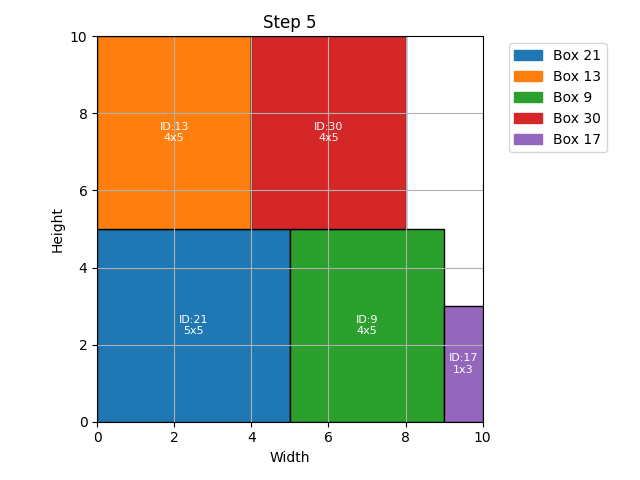 Step 5
Height
10
8
6
4
2
0
ID:13
4x5
ID:30
4x5
ID:21
5x5
ID:9
4x5
ID:17
1x3
0 2 4 6 8 10
Width
Box 21
Box 13
Box 9
Box 30
Box 17